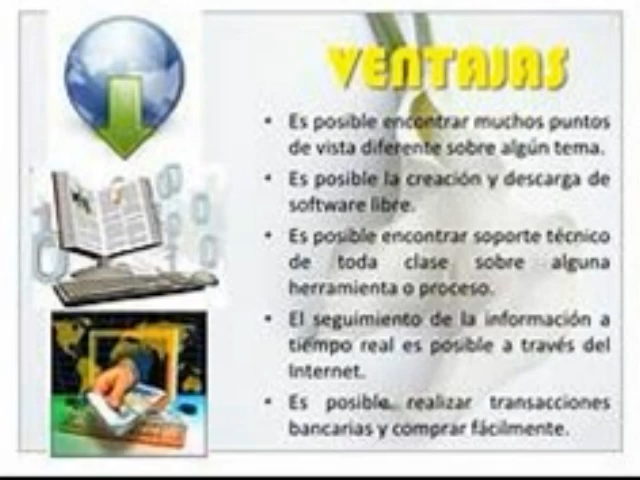 VENTAJAS
• Es posible encontrar muchos puntos
de vista diferente sobre algún tema.
• Es posible la creación y descarga de
software libre.
• Es posible encontrar soporte técnico
de toda clase sobre alguna
herramienta o proceso.
• El seguimiento de la información a
tiempo real es posible a través del
Internet.
• Es posible realizar transacciones
bancarias y comprar fácilmente.